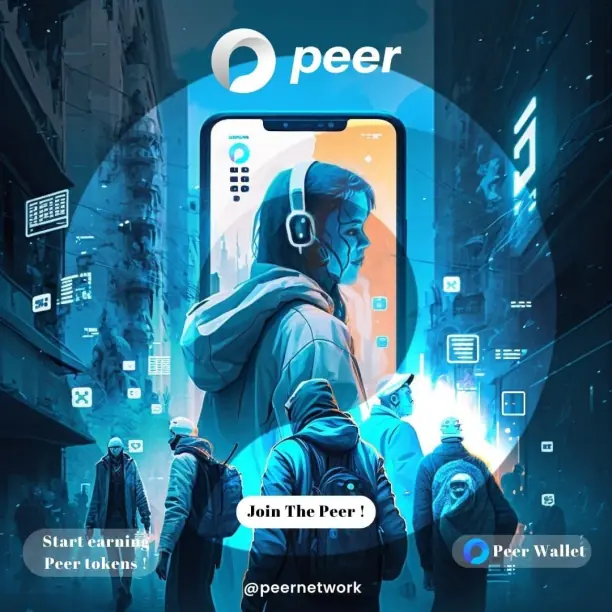 peer
Join The Peer !
Start earning
Peer tokens !
Peer Wallet
@peernetwork